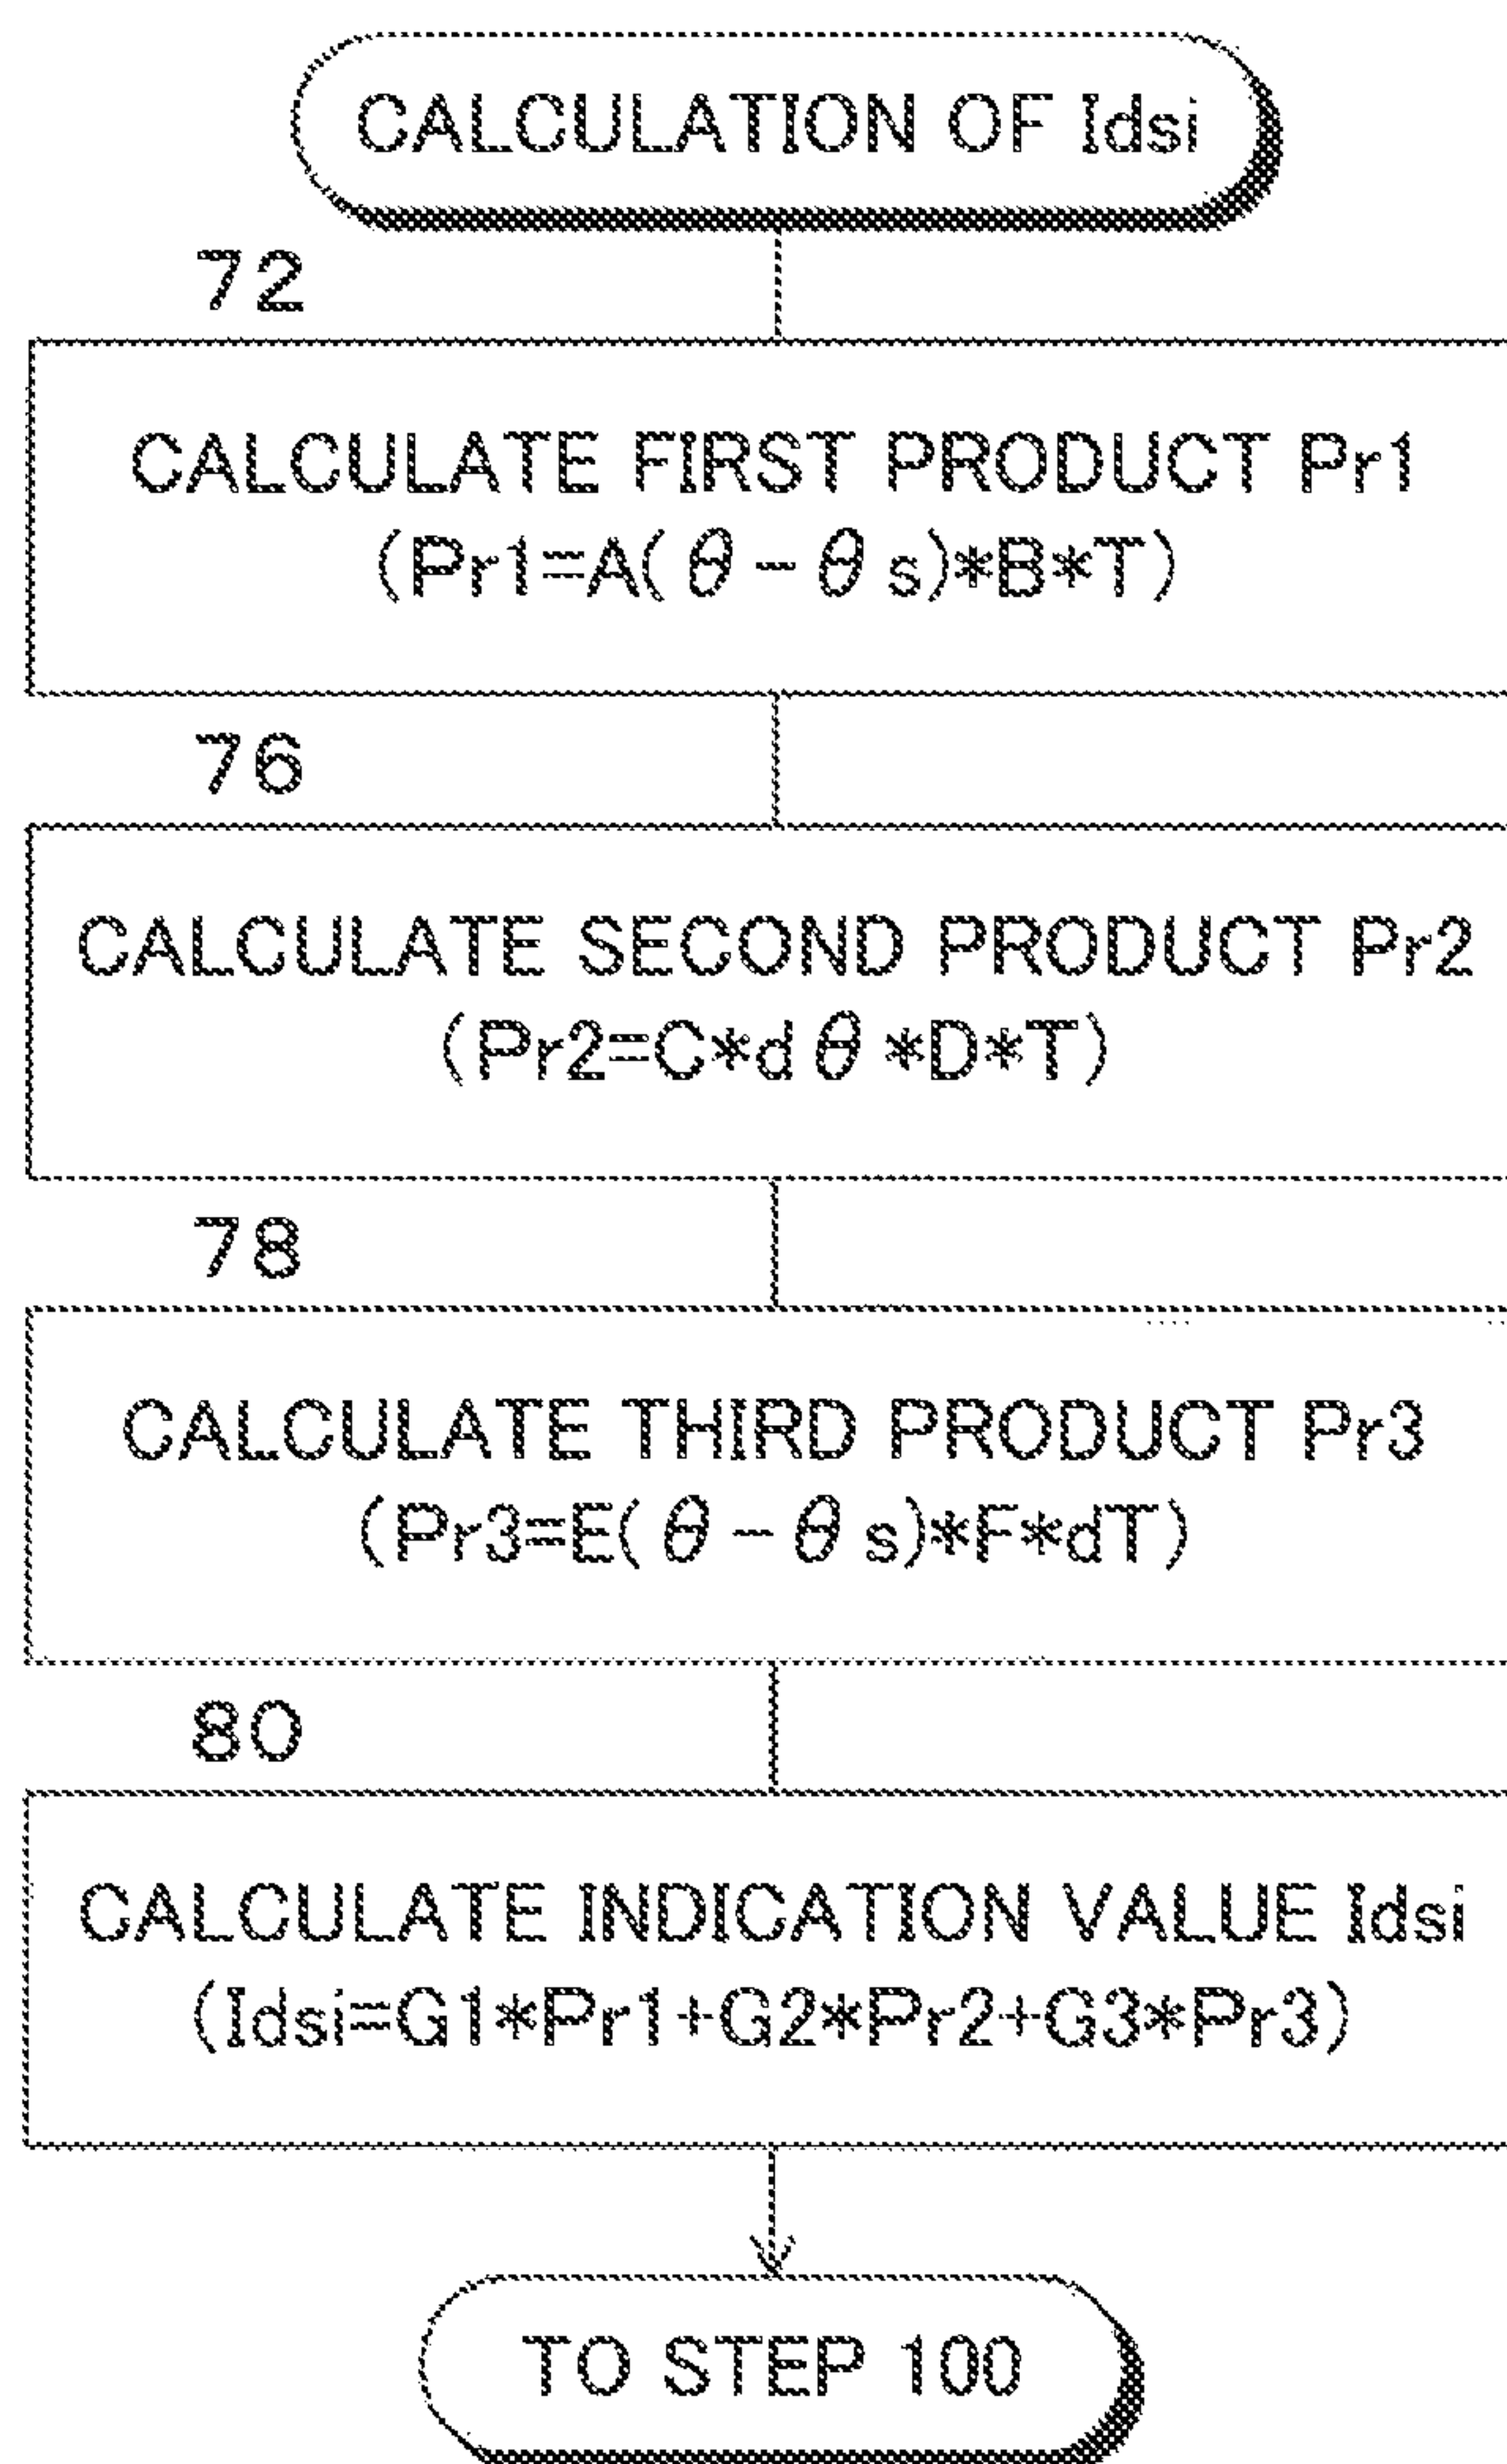 CALCULATION OF Idsi
72
CALCULATE FIRST PRODUCT Pr1
(Pr1=A(θ-θs)*B*T)
76
CALCULATE SECOND PRODUCT Pr2
(Pr2=C*dθ*D*T)
78
CALCULATE THIRD PRODUCT Pr3
(Pr3=E(θ-θs)*F*dT)
80
CALCULATE INDICATION VALUE Idsi
(Idsi=G1*Pr1+G2*Pr2+G3*Pr3)
TO STEP 100